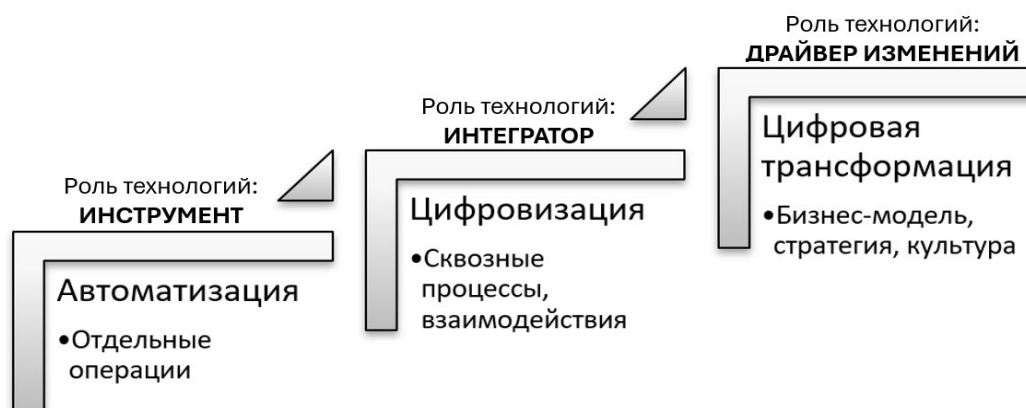 Роль технологий:
ИНСТРУМЕНТ
Автоматизация
•Отдельные
операции
Роль технологий:
ИНТЕГРАТОР
Цифровизация
•Сквозные
процессы,
взаимодействия
Роль технологий:
ДРАЙВЕР ИЗМЕНЕНИЙ
Цифровая
трансформация
•Бизнес-модель,
стратегия, культура